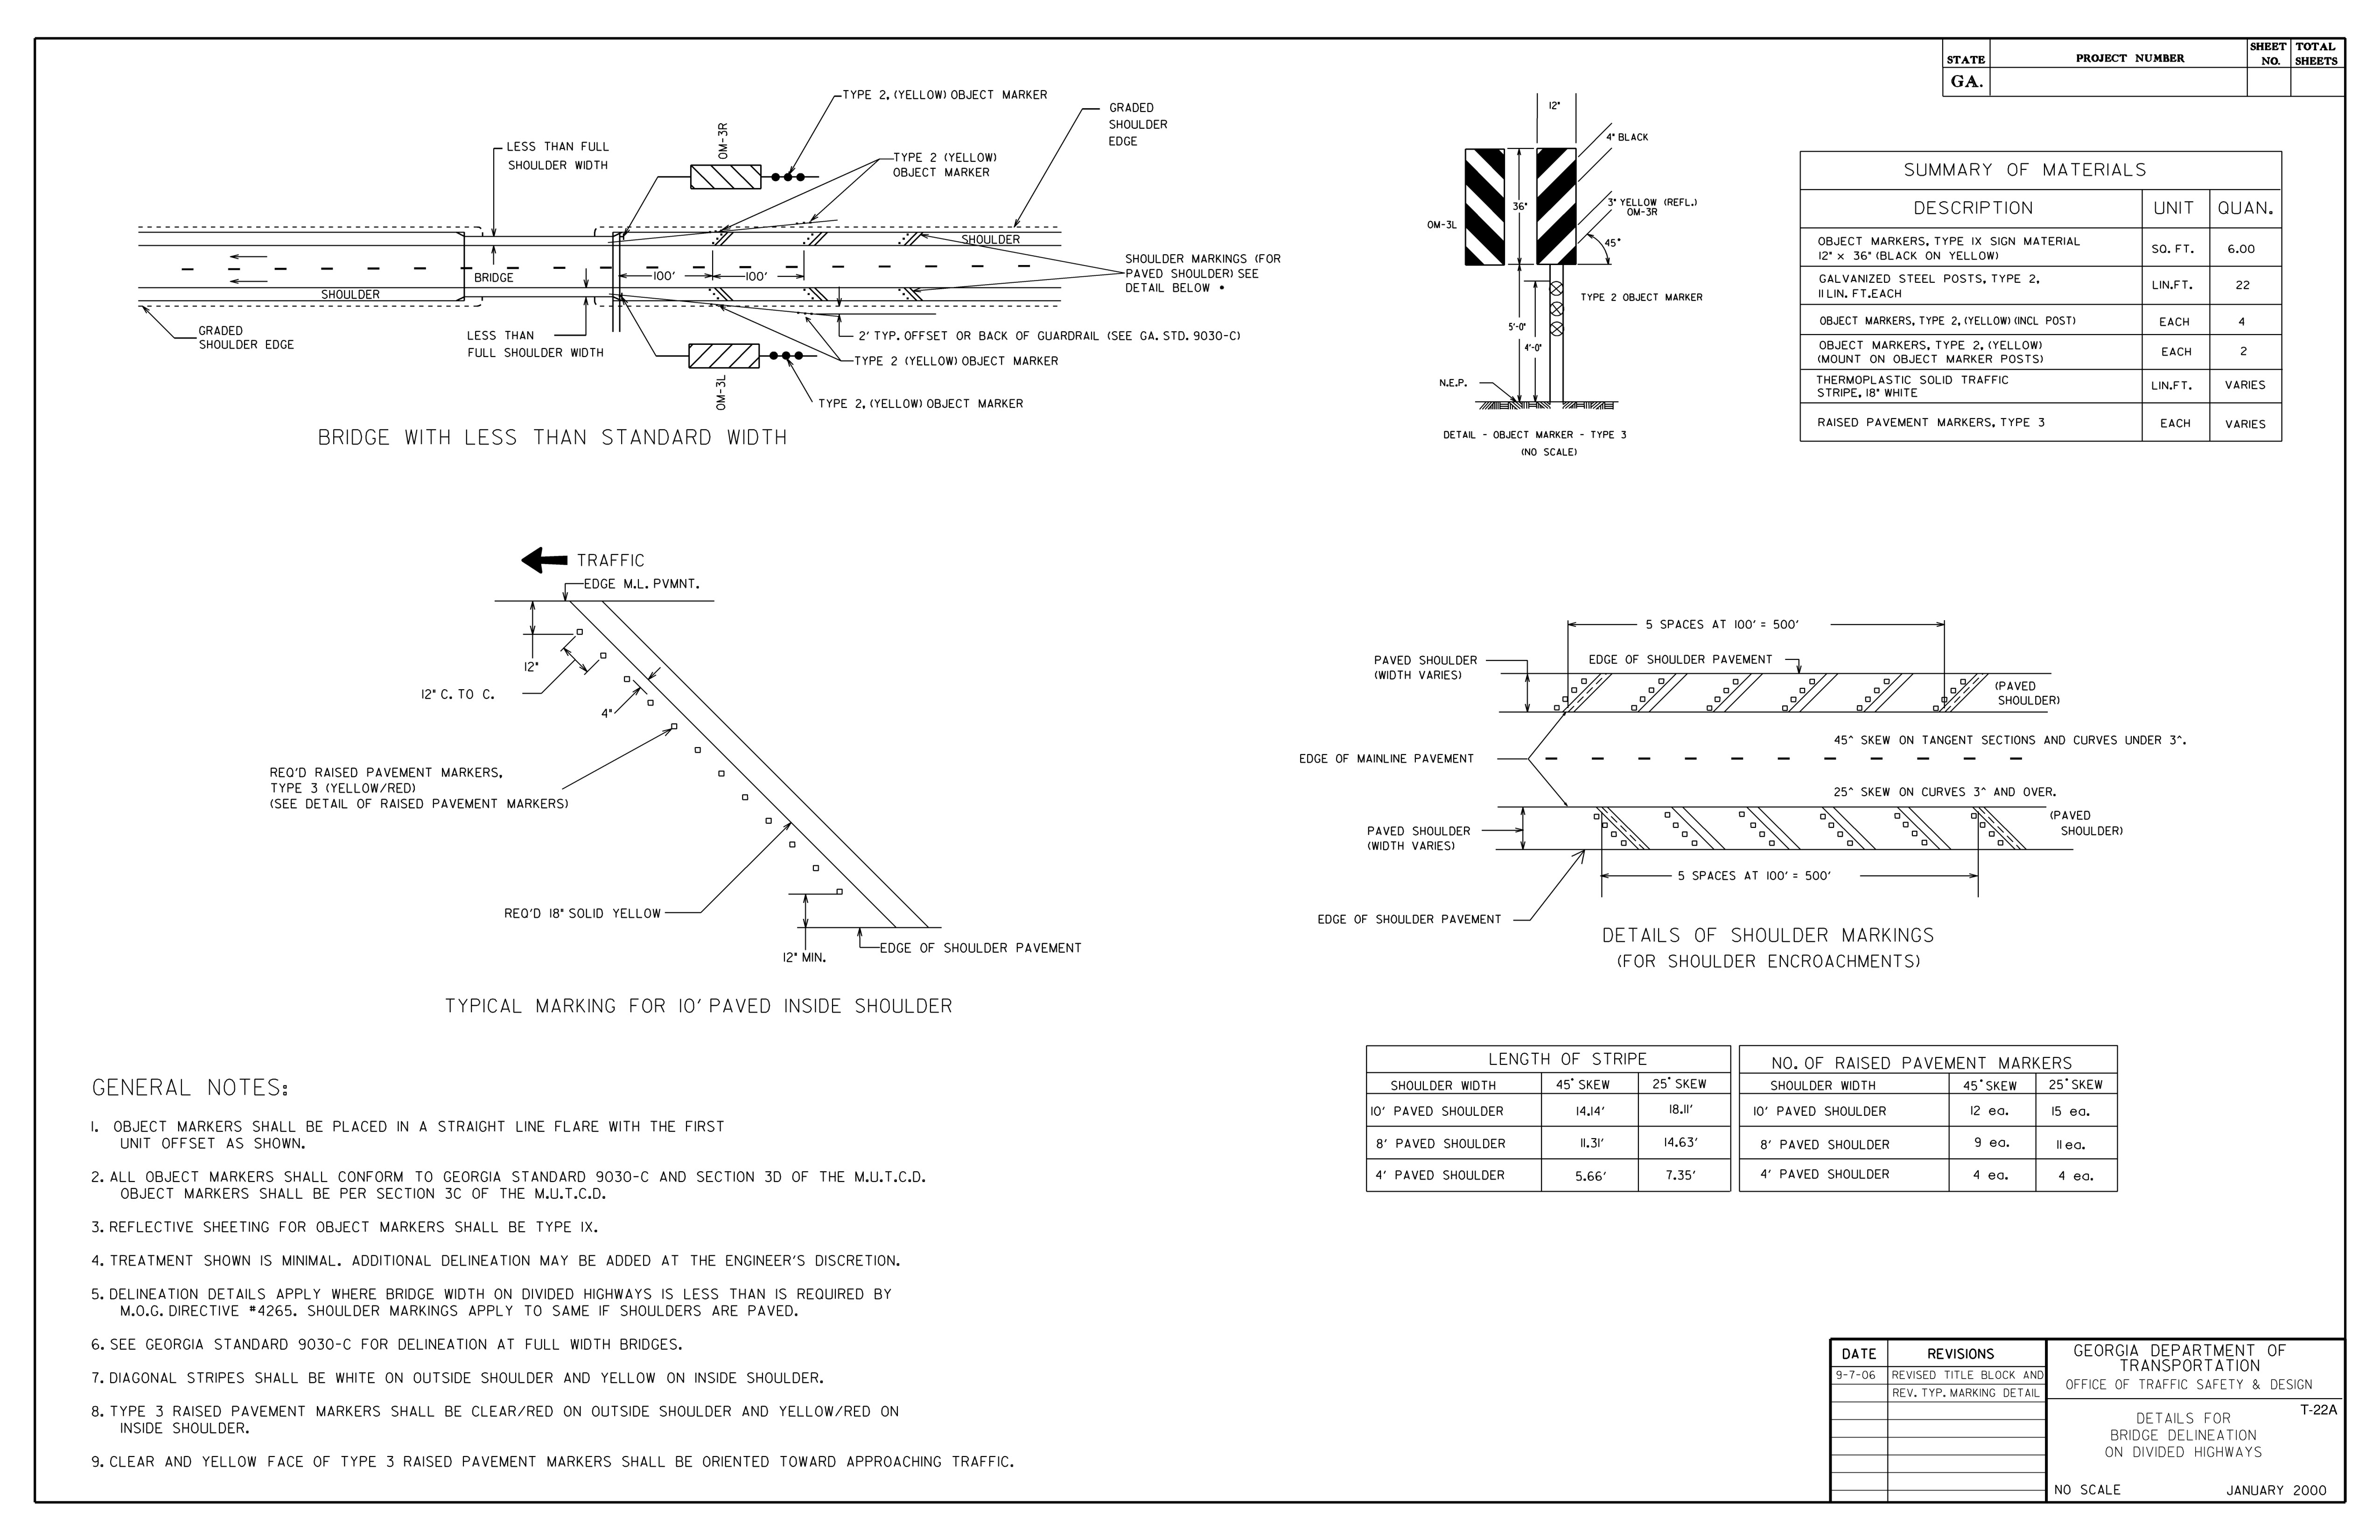 STATE
PROJECT NUMBER
SHEET
NO.
TOTAL
SHEETS
GA.
TYPE 2, (YELLOW) OBJECT MARKER
GRADED
SHOULDER
EDGE
OM-3R
LESS THAN FULL
SHOULDER WIDTH
TYPE 2 (YELLOW)
OBJECT MARKER
SHOULDER
BRIDGE
100'
100'
SHOULDER MARKINGS (FOR
PAVED SHOULDER) SEE
DETAIL BELOW •
SHOULDER
GRADED
SHOULDER EDGE
LESS THAN
FULL SHOULDER WIDTH
2' TYP. OFFSET OR BACK OF GUARDRAIL (SEE GA. STD. 9030-C)
TYPE 2 (YELLOW) OBJECT MARKER
OM-3L
TYPE 2, (YELLOW) OBJECT MARKER
BRIDGE WITH LESS THAN STANDARD WIDTH
12"
4" BLACK
36"
3" YELLOW (REFL.)
OM-3R
OM-3L
45°
TYPE 2 OBJECT MARKER
5'-0"
4'-0"
N.E.P.
DETAIL - OBJECT MARKER - TYPE 3
(NO SCALE)
SUMMARY OF MATERIALS
DESCRIPTION UNIT QUAN.
OBJECT MARKERS, TYPE IX SIGN MATERIAL
12" x 36" (BLACK ON YELLOW)
SQ. FT. 6.00
GALVANIZED STEEL POSTS, TYPE 2,
11 LIN. FT.EACH
LIN.FT. 22
OBJECT MARKERS, TYPE 2, (YELLOW) (INCL POST) EACH 4
OBJECT MARKERS, TYPE 2, (YELLOW)
(MOUNT ON OBJECT MARKER POSTS)
EACH 2
THERMOPLASTIC SOLID TRAFFIC
STRIPE, 18" WHITE
LIN.FT. VARIES
RAISED PAVEMENT MARKERS, TYPE 3 EACH VARIES
TRAFFIC
EDGE M.L. PVMNT.
12"
12" C. TO C.
4"
REQ'D RAISED PAVEMENT MARKERS,
TYPE 3 (YELLOW/RED)
(SEE DETAIL OF RAISED PAVEMENT MARKERS)
REQ'D 18" SOLID YELLOW
12" MIN.
EDGE OF SHOULDER PAVEMENT
TYPICAL MARKING FOR 10' PAVED INSIDE SHOULDER
5 SPACES AT 100' = 500'
PAVED SHOULDER
(WIDTH VARIES)
EDGE OF SHOULDER PAVEMENT
(PAVED
SHOULDER)
45^ SKEW ON TANGENT SECTIONS AND CURVES UNDER 3^.
EDGE OF MAINLINE PAVEMENT
25^ SKEW ON CURVES 3^ AND OVER.
PAVED SHOULDER
(WIDTH VARIES)
(PAVED
SHOULDER)
5 SPACES AT 100' = 500'
EDGE OF SHOULDER PAVEMENT
DETAILS OF SHOULDER MARKINGS
(FOR SHOULDER ENCROACHMENTS)
LENGTH OF STRIPE
SHOULDER WIDTH 45° SKEW 25° SKEW
10' PAVED SHOULDER 14.14' 18.11'
8' PAVED SHOULDER 11.31' 14.63'
4' PAVED SHOULDER 5.66' 7.35'
NO. OF RAISED PAVEMENT MARKERS
SHOULDER WIDTH 45° SKEW 25° SKEW
10' PAVED SHOULDER 12 ea. 15 ea.
8' PAVED SHOULDER 9 ea. 11 ea.
4' PAVED SHOULDER 4 ea. 4 ea.
GENERAL NOTES:
1. OBJECT MARKERS SHALL BE PLACED IN A STRAIGHT LINE FLARE WITH THE FIRST
UNIT OFFSET AS SHOWN.
2. ALL OBJECT MARKERS SHALL CONFORM TO GEORGIA STANDARD 9030-C AND SECTION 3D OF THE M.U.T.C.D.
OBJECT MARKERS SHALL BE PER SECTION 3C OF THE M.U.T.C.D.
3. REFLECTIVE SHEETING FOR OBJECT MARKERS SHALL BE TYPE IX.
4. TREATMENT SHOWN IS MINIMAL. ADDITIONAL DELINEATION MAY BE ADDED AT THE ENGINEER'S DISCRETION.
5. DELINEATION DETAILS APPLY WHERE BRIDGE WIDTH ON DIVIDED HIGHWAYS IS LESS THAN IS REQUIRED BY
M.O.G. DIRECTIVE #4265. SHOULDER MARKINGS APPLY TO SAME IF SHOULDERS ARE PAVED.
6. SEE GEORGIA STANDARD 9030-C FOR DELINEATION AT FULL WIDTH BRIDGES.
7. DIAGONAL STRIPES SHALL BE WHITE ON OUTSIDE SHOULDER AND YELLOW ON INSIDE SHOULDER.
8. TYPE 3 RAISED PAVEMENT MARKERS SHALL BE CLEAR/RED ON OUTSIDE SHOULDER AND YELLOW/RED ON
INSIDE SHOULDER.
9. CLEAR AND YELLOW FACE OF TYPE 3 RAISED PAVEMENT MARKERS SHALL BE ORIENTED TOWARD APPROACHING TRAFFIC.
DATE REVISIONS
9-7-06 REVISED TITLE BLOCK AND
REV. TYP. MARKING DETAIL
GEORGIA DEPARTMENT OF
TRANSPORTATION
OFFICE OF TRAFFIC SAFETY & DESIGN
T-22A
DETAILS FOR
BRIDGE DELINEATION
ON DIVIDED HIGHWAYS
NO SCALE JANUARY 2000